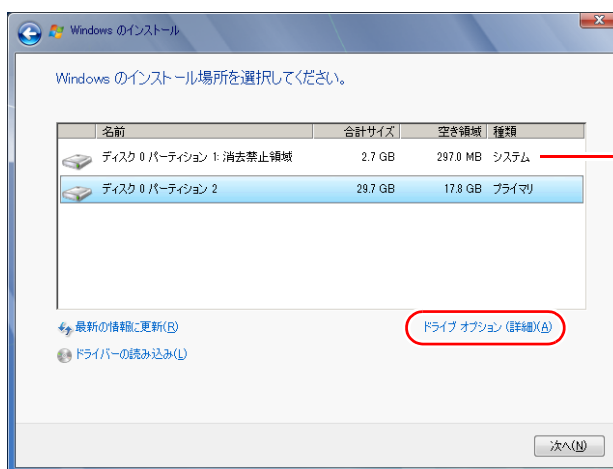 Windows のインストール
Windows のインストール場所を選択してください。
名前 合計サイズ 空き領域 種類
ディスク 0 パーティション 1: 消去禁止領域 2.7 GB 297.0 MB システム
ディスク 0 パーティション 2 29.7 GB 17.8 GB プライマリ
最新の情報に更新(R) ドライブ オプション (詳細)(A)
ドライバーの読み込み(L)
次へ(N)